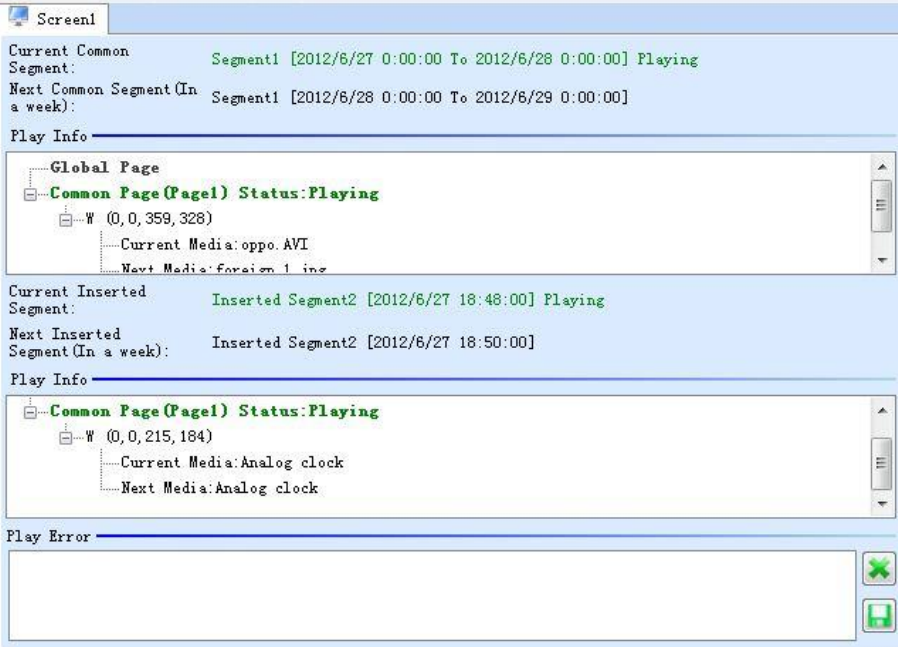 Screen1
Current Common
Segment:
Segment1 [2012/6/27 0:00:00 To 2012/6/28 0:00:00] Playing
Next Common Segment(In
a week):
Segment1 [2012/6/28 0:00:00 To 2012/6/29 0:00:00]
Play Info
Global Page
Common Page(Page1) Status:Playing
W (0,0,359,328)
Current Media:oppo.AVI
Next Media:foreign 1
Current Inserted
Segment:
Inserted Segment2 [2012/6/27 18:48:00] Playing
Next Inserted
Segment(In a week):
Inserted Segment2 [2012/6/27 18:50:00]
Play Info
Common Page(Page1) Status:Playing
W (0,0,215,184)
Current Media:Analog clock
Next Media:Analog clock
Play Error